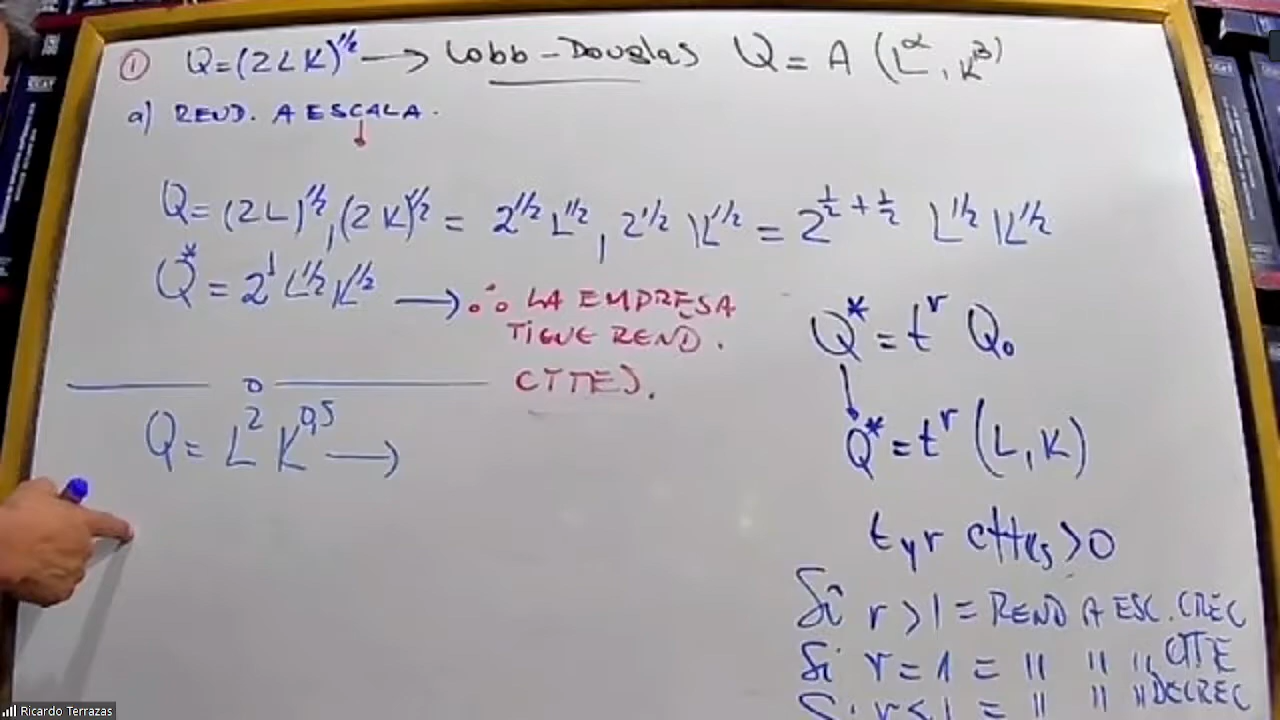 ① Q=(2LK)^1/2 → Cobb-Douglas Q = A (L^α, K^β)
a) REND. A ESCALA.
Q= (2L)^1/2, (2K)^1/2 = 2^1/2 L^1/2, 2^1/2 K^1/2 = 2^(1/2 + 1/2) L^1/2 K^1/2
Q* = 2^1 L^1/2 K^1/2 → ∴ LA EMPRESA
TIENE REND.
CTTES.
Q= L^2 K^0,5 →
Q* = t^r Q₀
↓
Q* = t^r (L, K)
t y r cttes > 0
Si r > 1 = REND A ESC. CREC
Si r = 1 = " " " CTTE
Si r < 1 = " " " DECREC
Ricardo Terrazas